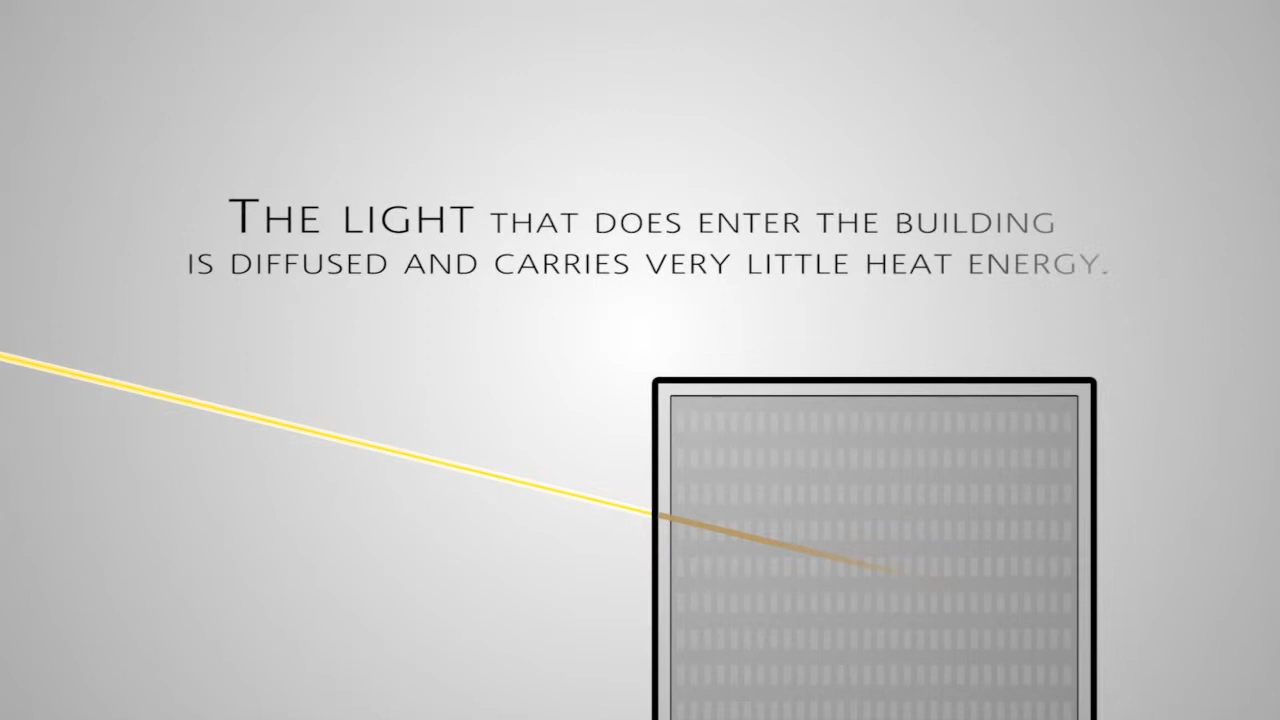 The light that does enter the building
is diffused and carries very little heat energy.